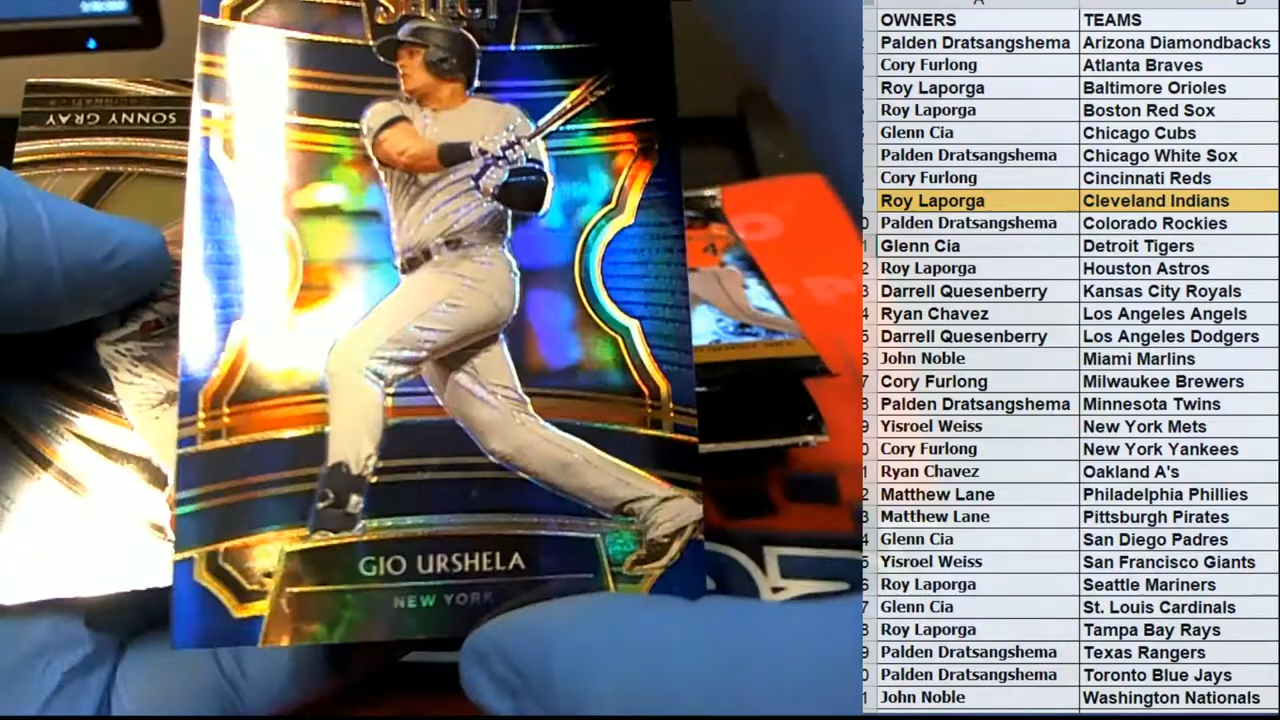 SELECT
SONNY GRAY
CINCINNATI
GIO URSHELA
NEW YORK
OWNERS TEAMS
Palden Dratsangshema Arizona Diamondbacks
Cory Furlong Atlanta Braves
Roy Laporga Baltimore Orioles
Roy Laporga Boston Red Sox
Glenn Cia Chicago Cubs
Palden Dratsangshema Chicago White Sox
Cory Furlong Cincinnati Reds
Roy Laporga Cleveland Indians
Palden Dratsangshema Colorado Rockies
Glenn Cia Detroit Tigers
Roy Laporga Houston Astros
Darrell Quesenberry Kansas City Royals
Ryan Chavez Los Angeles Angels
Darrell Quesenberry Los Angeles Dodgers
John Noble Miami Marlins
Cory Furlong Milwaukee Brewers
Palden Dratsangshema Minnesota Twins
Yisroel Weiss New York Mets
Cory Furlong New York Yankees
Ryan Chavez Oakland A's
Matthew Lane Philadelphia Phillies
Matthew Lane Pittsburgh Pirates
Glenn Cia San Diego Padres
Yisroel Weiss San Francisco Giants
Roy Laporga Seattle Mariners
Glenn Cia St. Louis Cardinals
Roy Laporga Tampa Bay Rays
Palden Dratsangshema Texas Rangers
Palden Dratsangshema Toronto Blue Jays
John Noble Washington Nationals